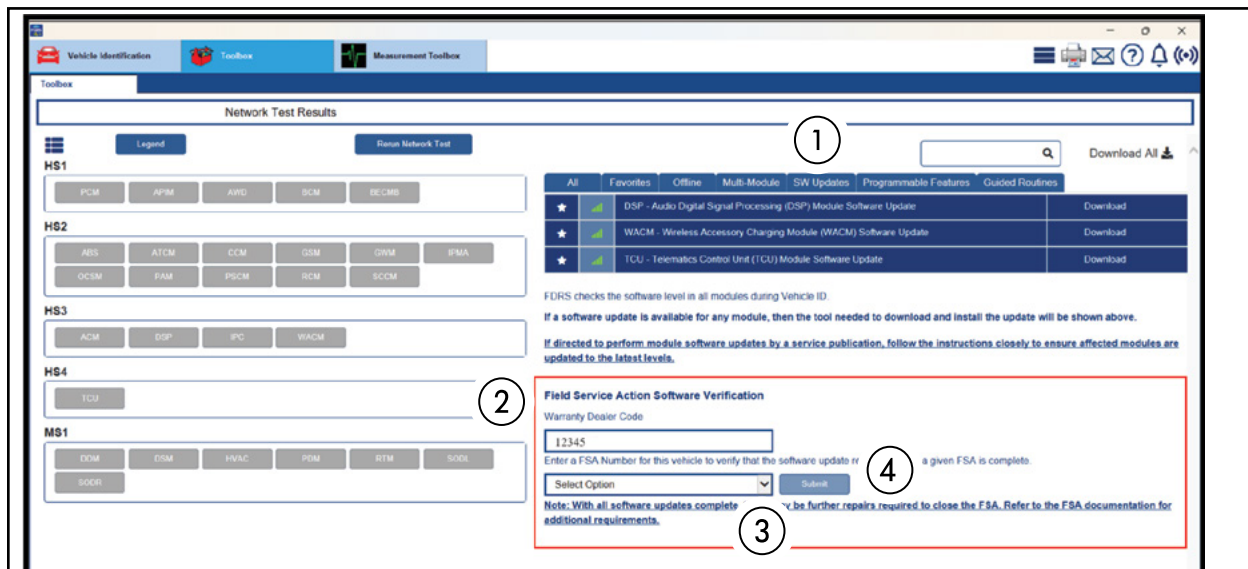 Vehicle Identification
Toolbox
Measurement Toolbox
Toolbox
Network Test Results
Legend
Rerun Network Test
Download All
1
HS1
PCM APIM AWD BCM BECMB
HS2
ABS ATCM CCM GSM GWM IPMA
OCSM PAM PSCM RCM SCCM
HS3
ACM DSP IPC WACM
HS4
TCU
MS1
DDM DSM HVAC PDM RTM SODL
SODR
All Favorites Offline Multi-Module SW Updates Programmable Features Guided Routines
DSP - Audio Digital Signal Processing (DSP) Module Software Update Download
WACM - Wireless Accessory Charging Module (WACM) Software Update Download
TCU - Telematics Control Unit (TCU) Module Software Update Download
FDRS checks the software level in all modules during Vehicle ID.
If a software update is available for any module, then the tool needed to download and install the update will be shown above.
If directed to perform module software updates by a service publication, follow the instructions closely to ensure affected modules are
updated to the latest levels.
2
Field Service Action Software Verification
Warranty Dealer Code
12345
Enter a FSA Number for this vehicle to verify that the software update a given FSA is complete.
4
Select Option Submit
Note: With all software updates complete be further repairs required to close the FSA. Refer to the FSA documentation for
additional requirements.
3